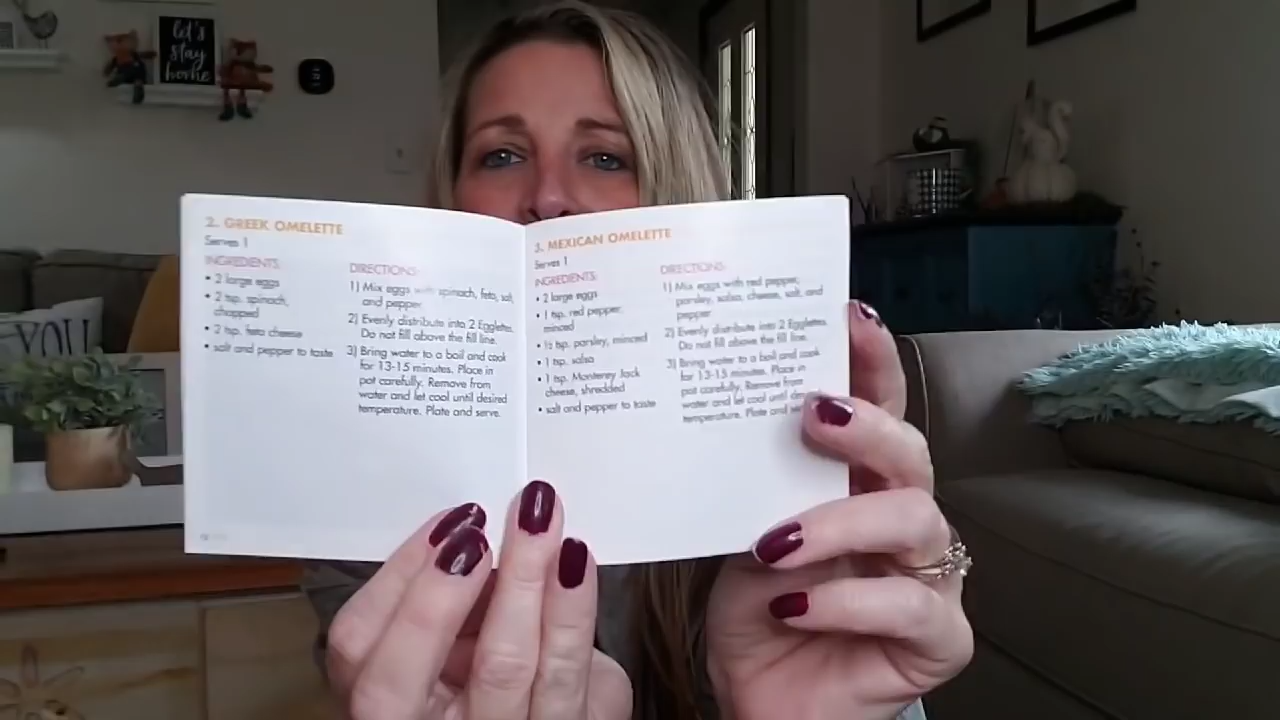 let's
stay
home
YOU
2. GREEK OMELETTE
Serves 1
INGREDIENTS:
• 2 large eggs
• 2 tsp. spinach,
chopped
• 2 tsp. feta cheese
• salt and pepper to taste
DIRECTIONS:
1) Mix eggs with spinach, feta, salt,
and pepper.
2) Evenly distribute into 2 Egglettes.
Do not fill above the fill line.
3) Bring water to a boil and cook
for 13-15 minutes. Place in
pot carefully. Remove from
water and let cool until desired
temperature. Plate and serve.
3. MEXICAN OMELETTE
Serves 1
INGREDIENTS:
• 2 large eggs
• 1 tsp. red pepper,
minced
• ½ tsp. parsley, minced
• 1 tsp. salsa
• 1 tsp. Monterey Jack
cheese, shredded
• salt and pepper to taste
DIRECTIONS:
1) Mix eggs with red pepper,
parsley, salsa, cheese, salt, and
pepper.
2) Evenly distribute into 2 Egglettes.
Do not fill above the fill line.
3) Bring water to a boil and cook
for 13-15 minutes. Place in
pot carefully. Remove from
water and let cool until
temperature. Plate and